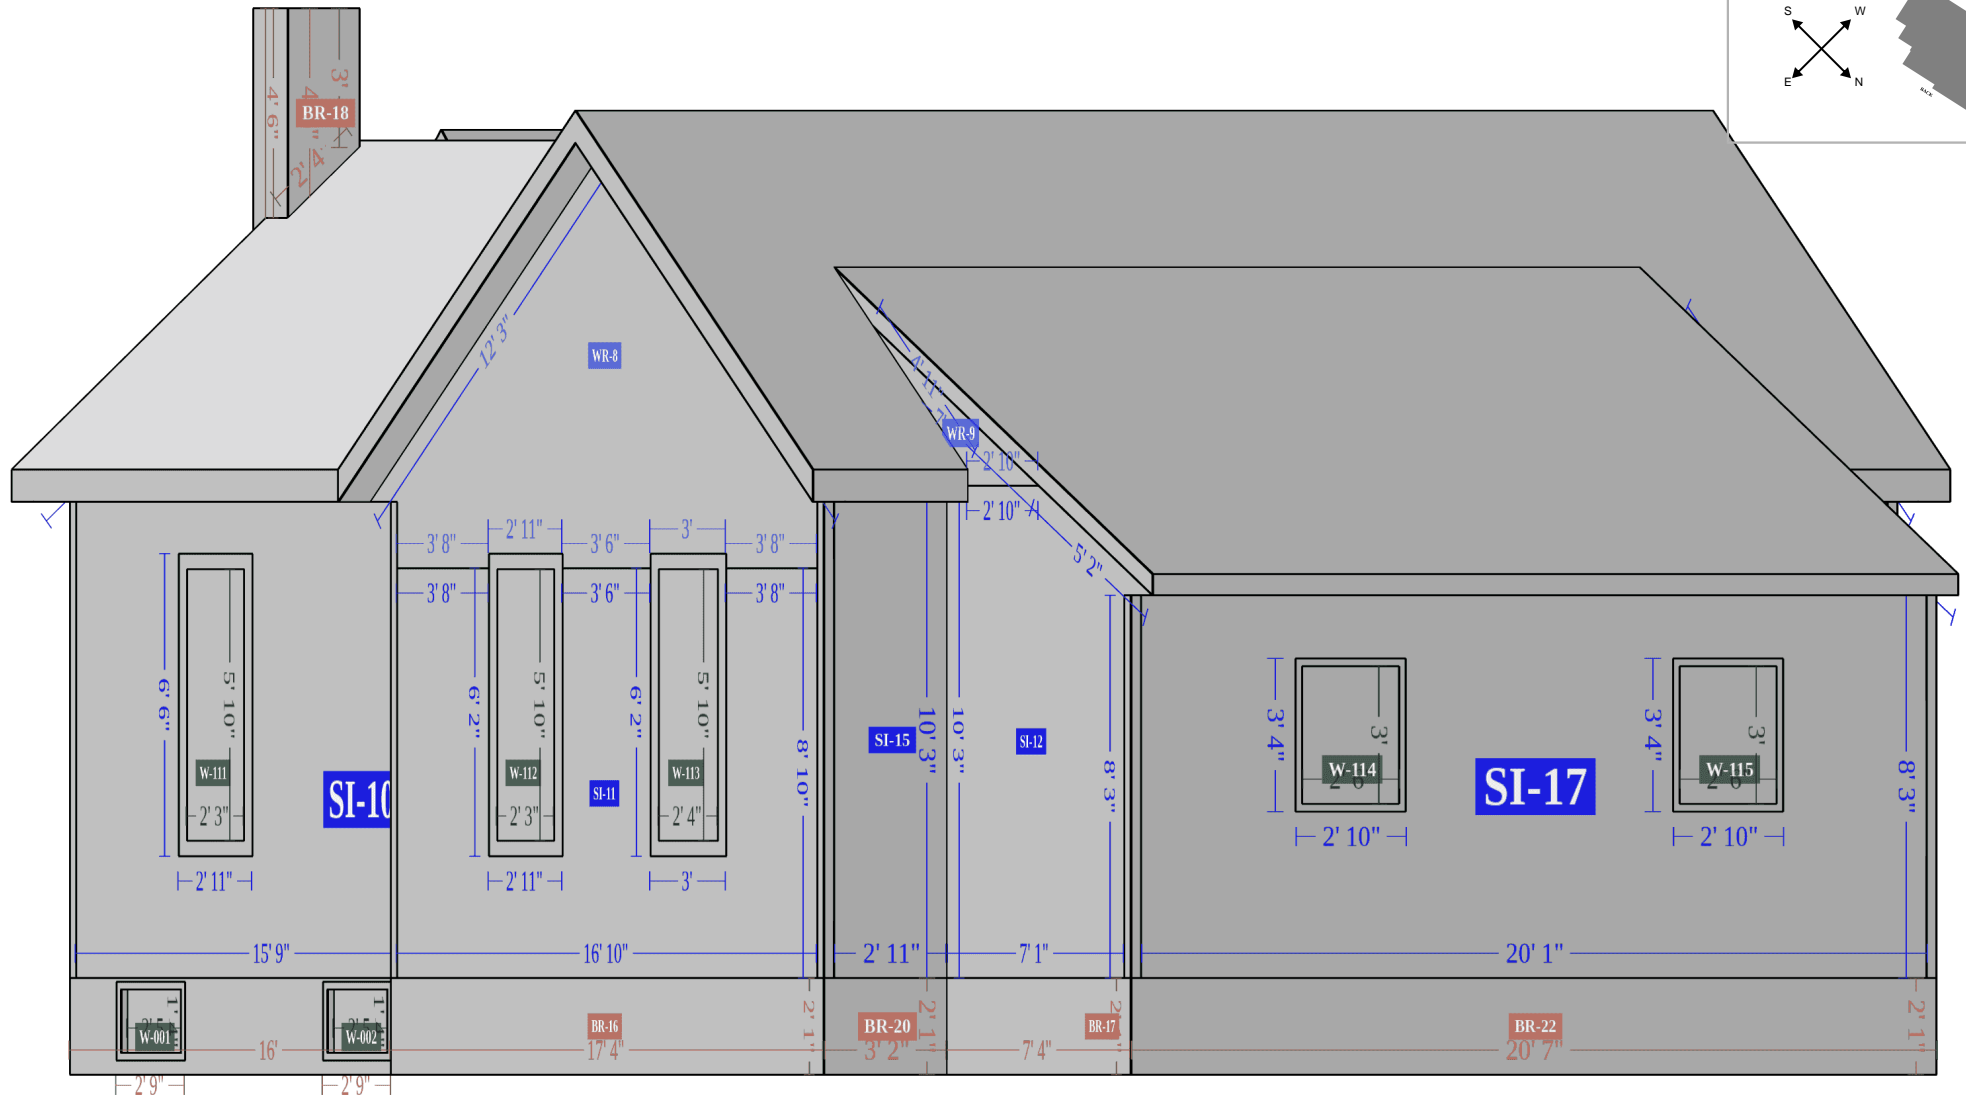 S
W
E
N
BACK
3'
4' 6"
BR-18
2' 4"
12' 3"
WR-8
4' 11"
WR-9
2' 10"
2' 10"
5' 2"
3' 8"
2' 11"
3' 6"
3'
3' 8"
3' 8"
3' 6"
3' 8"
6' 6"
5' 10"
6' 2"
5' 10"
6' 2"
5' 10"
8' 10"
10' 3"
10' 3"
8' 3"
3' 4"
3'
3' 4"
3'
8' 3"
W-111
W-112
W-113
SI-10
SI-11
SI-15
SI-12
W-114
W-115
SI-17
2' 3"
2' 3"
2' 4"
2' 6"
2' 6"
2' 10"
2' 10"
2' 11"
2' 11"
3'
15' 9"
16' 10"
2' 11"
7' 1"
20' 1"
W-001
W-002
BR-16
BR-20
BR-17
BR-22
2' 1"
2' 1"
2' 1"
16'
17' 4"
3' 2"
7' 4"
20' 7"
2' 9"
2' 9"